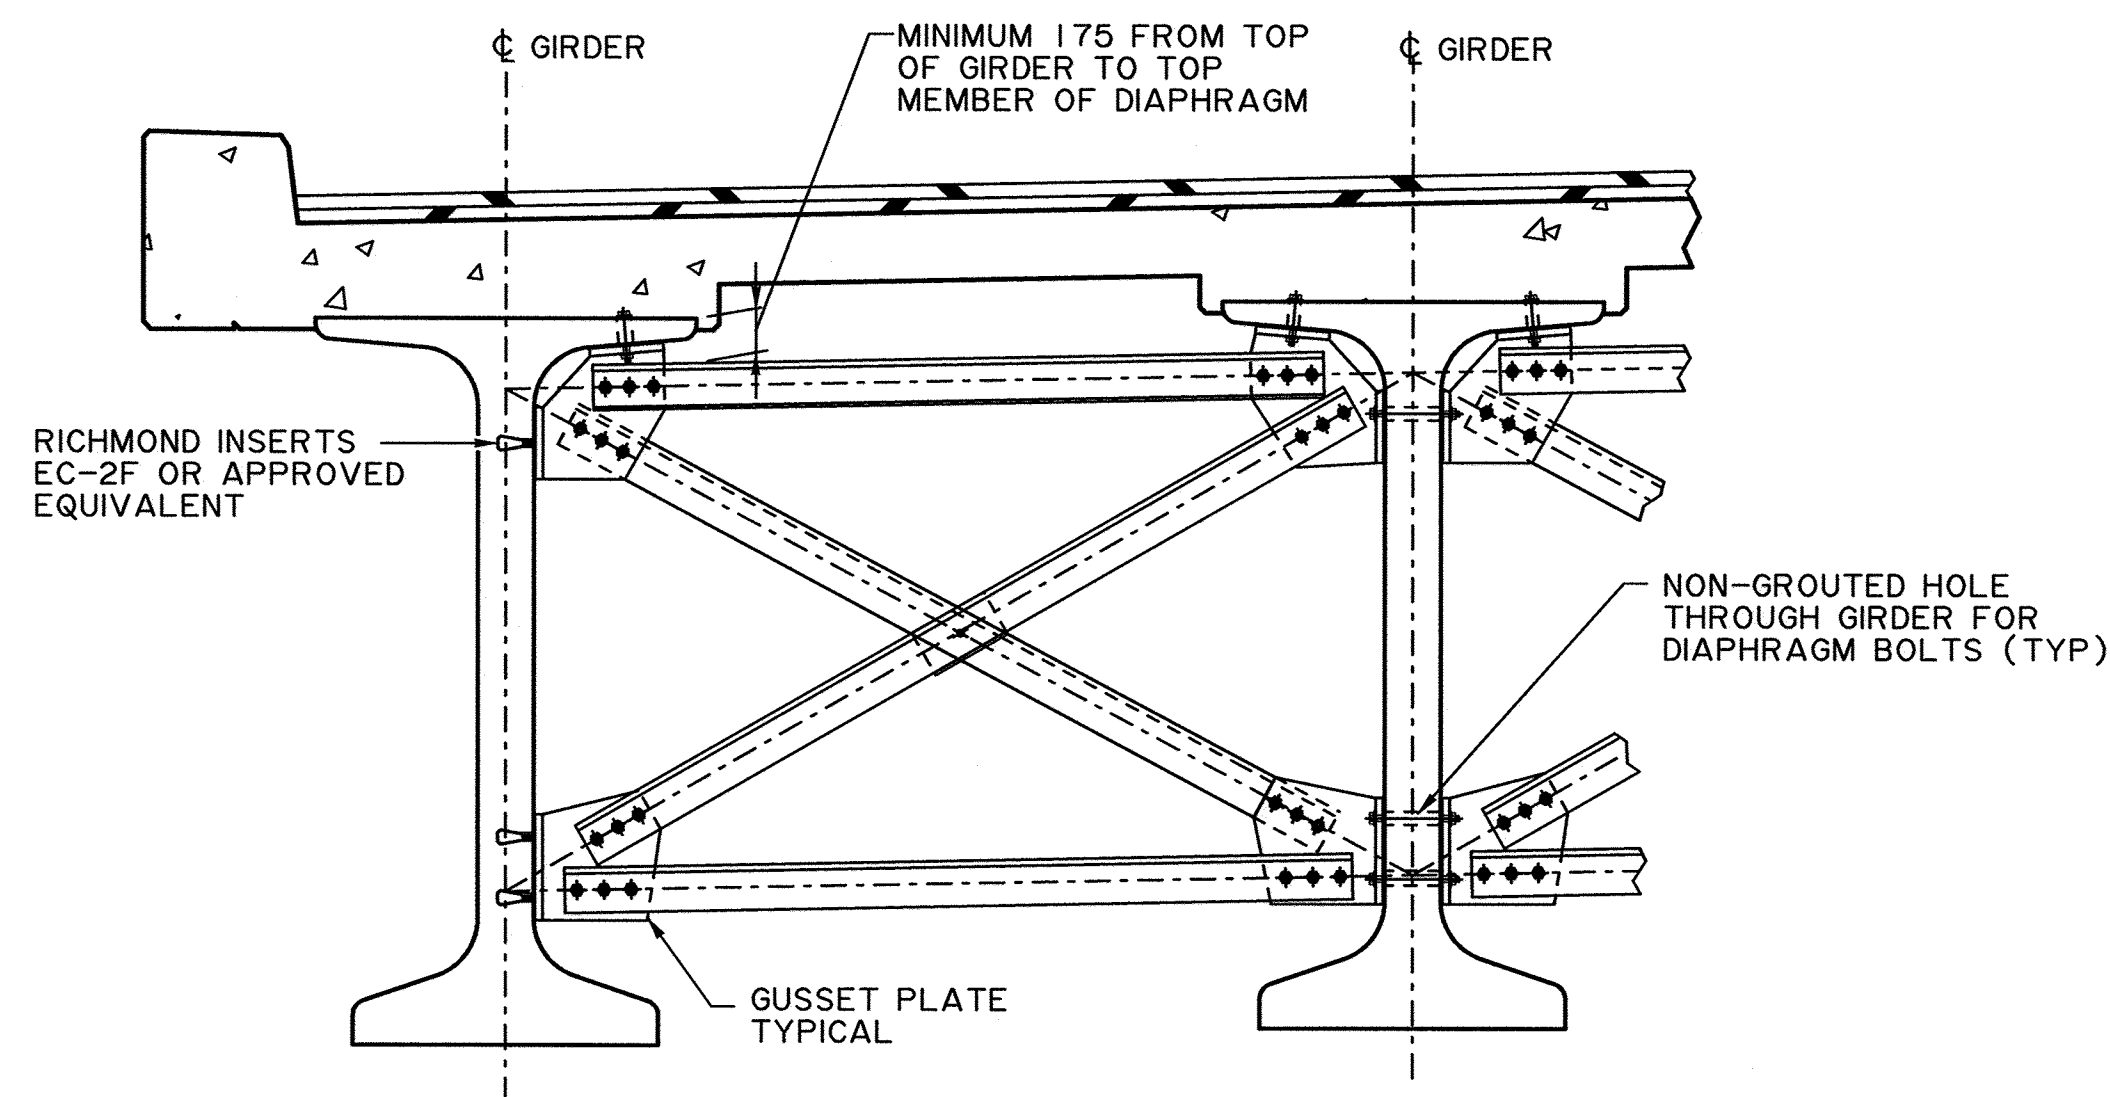 ℄ GIRDER
MINIMUM 175 FROM TOP
OF GIRDER TO TOP
MEMBER OF DIAPHRAGM
℄ GIRDER
RICHMOND INSERTS
EC-2F OR APPROVED
EQUIVALENT
NON-GROUTED HOLE
THROUGH GIRDER FOR
DIAPHRAGM BOLTS (TYP)
GUSSET PLATE
TYPICAL